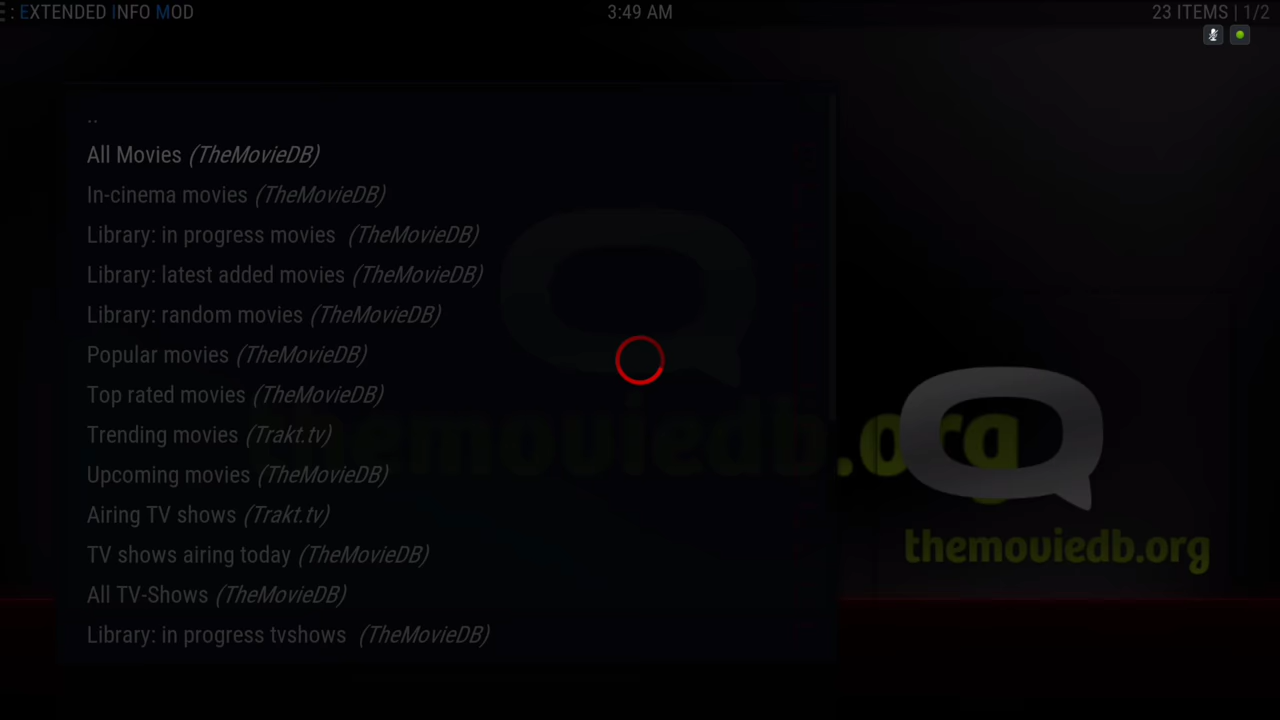 : EXTENDED INFO MOD
3:49 AM
23 ITEMS | 1/2
..
All Movies (TheMovieDB)
In-cinema movies (TheMovieDB)
Library: in progress movies (TheMovieDB)
Library: latest added movies (TheMovieDB)
Library: random movies (TheMovieDB)
Popular movies (TheMovieDB)
Top rated movies (TheMovieDB)
Trending movies (Trakt.tv)
Upcoming movies (TheMovieDB)
Airing TV shows (Trakt.tv)
TV shows airing today (TheMovieDB)
All TV-Shows (TheMovieDB)
Library: in progress tvshows (TheMovieDB)
themoviedb.org
themoviedb.org